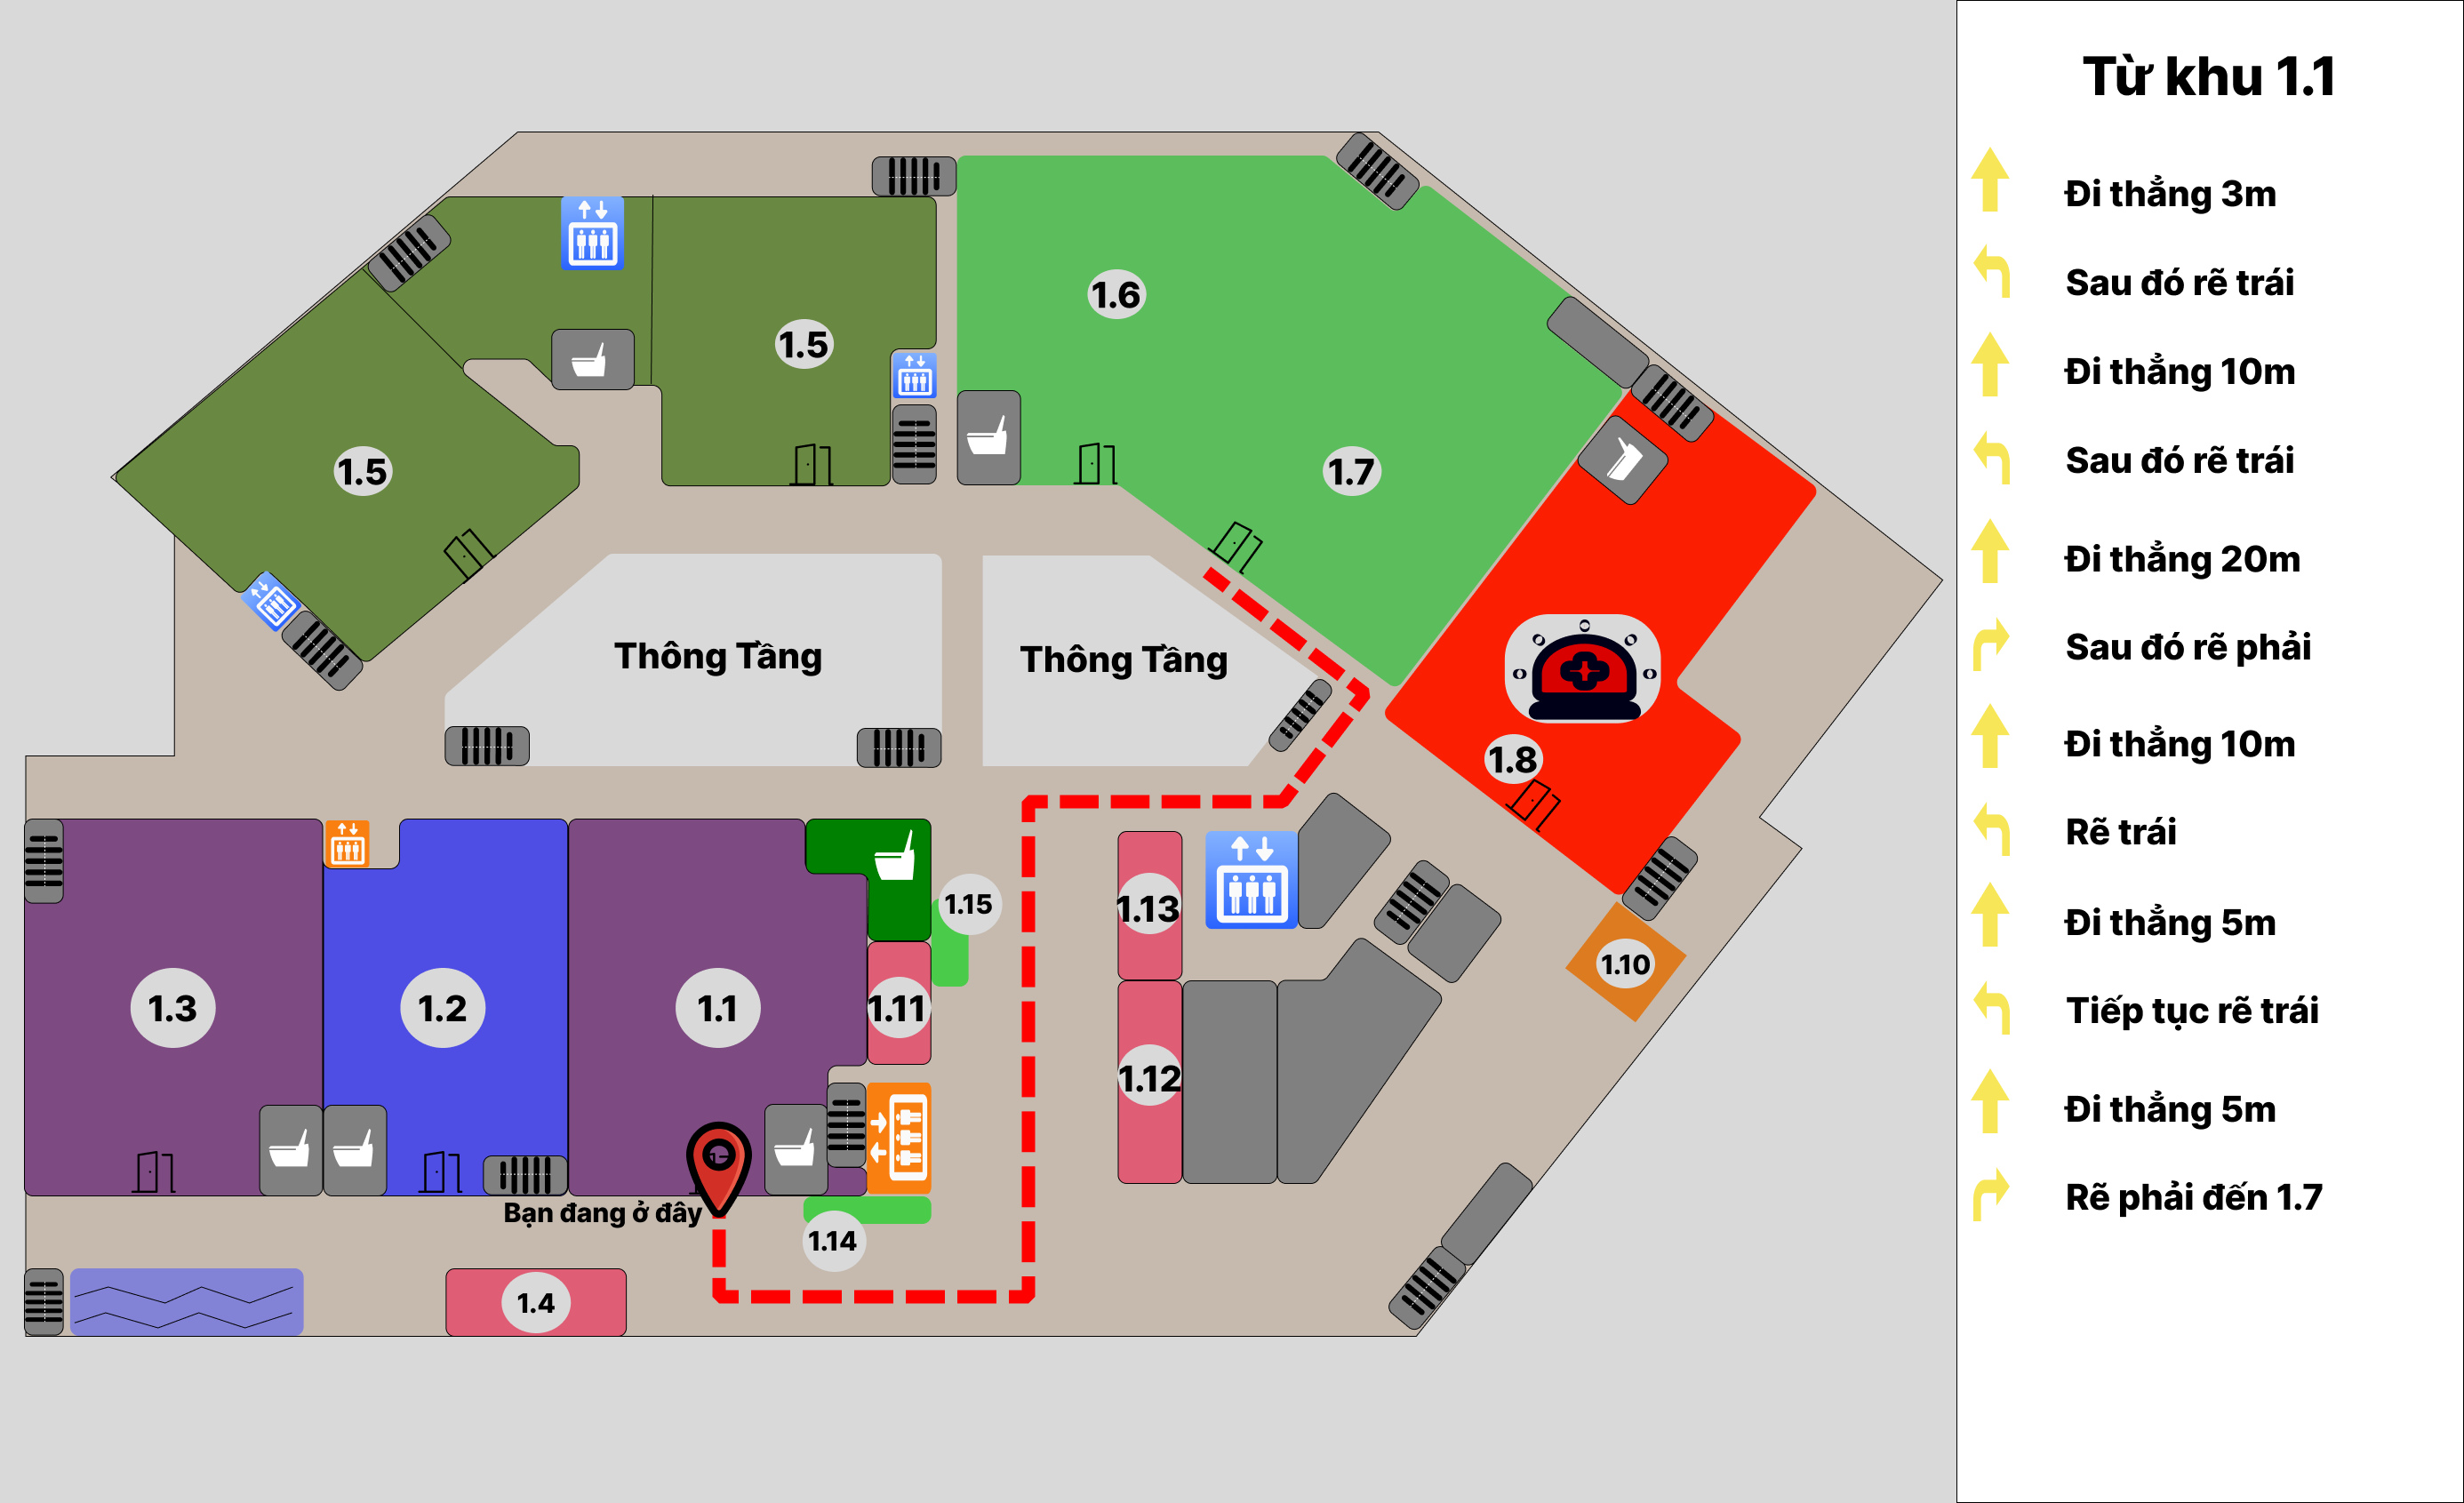 Từ khu 1.1
Đi thẳng 3m
Sau đó rẽ trái
Đi thẳng 10m
Sau đó rẽ trái
Đi thẳng 20m
Sau đó rẽ phải
Đi thẳng 10m
Rẽ trái
Đi thẳng 5m
Tiếp tục rẽ trái
Đi thẳng 5m
Rẽ phải đến 1.7
1.6
1.5
1.5
1.7
Thông Tầng
Thông Tầng
1.8
1.15
1.13
1.10
1.3
1.2
1.1
1.11
1.12
Bạn đang ở đây
1.14
1.4